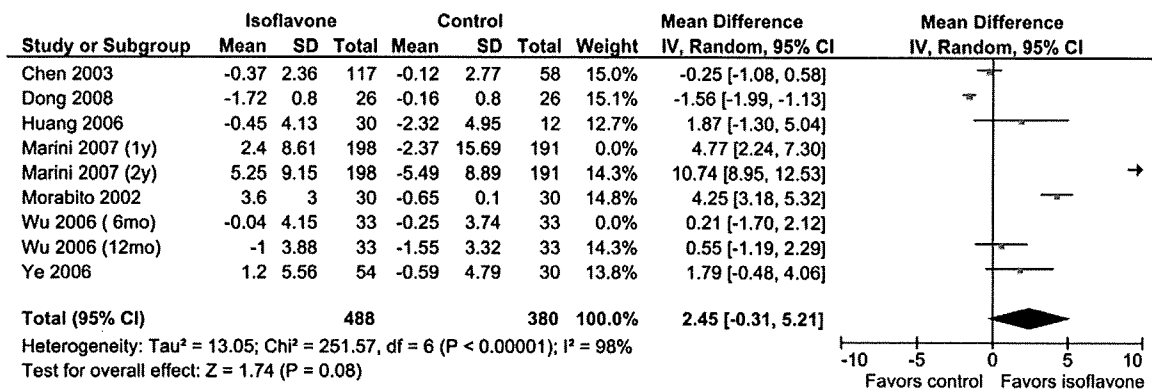 Isoflavone Control Mean Difference Mean Difference
Study or Subgroup Mean SD Total Mean SD Total Weight IV, Random, 95% CI IV, Random, 95% CI
Chen 2003 -0.37 2.36 117 -0.12 2.77 58 15.0% -0.25 [-1.08, 0.58]
Dong 2008 -1.72 0.8 26 -0.16 0.8 26 15.1% -1.56 [-1.99, -1.13]
Huang 2006 -0.45 4.13 30 -2.32 4.95 12 12.7% 1.87 [-1.30, 5.04]
Marini 2007 (1y) 2.4 8.61 198 -2.37 15.69 191 0.0% 4.77 [2.24, 7.30]
Marini 2007 (2y) 5.25 9.15 198 -5.49 8.89 191 14.3% 10.74 [8.95, 12.53]
Morabito 2002 3.6 3 30 -0.65 0.1 30 14.8% 4.25 [3.18, 5.32]
Wu 2006 ( 6mo) -0.04 4.15 33 -0.25 3.74 33 0.0% 0.21 [-1.70, 2.12]
Wu 2006 (12mo) -1 3.88 33 -1.55 3.32 33 14.3% 0.55 [-1.19, 2.29]
Ye 2006 1.2 5.56 54 -0.59 4.79 30 13.8% 1.79 [-0.48, 4.06]
Total (95% CI) 488 380 100.0% 2.45 [-0.31, 5.21]
Heterogeneity: Tau² = 13.05; Chi² = 251.57, df = 6 (P < 0.00001); I² = 98%
Test for overall effect: Z = 1.74 (P = 0.08)
-10 -5 0 5 10
Favors control Favors isoflavone